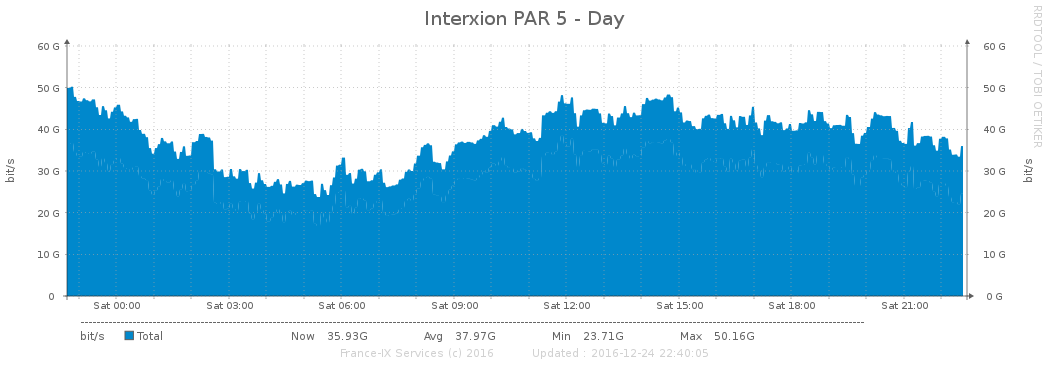 Interxion PAR 5 - Day
RRDTOOL / TOBI OETIKER
bit/s
bit/s
60 G 60 G
50 G 50 G
40 G 40 G
30 G 30 G
20 G 20 G
10 G 10 G
0 0 G
Sat 00:00 Sat 03:00 Sat 06:00 Sat 09:00 Sat 12:00 Sat 15:00 Sat 18:00 Sat 21:00
bit/s Total Now 35.93G Avg 37.97G Min 23.71G Max 50.16G
France-IX Services (c) 2016 Updated : 2016-12-24 22:40:05